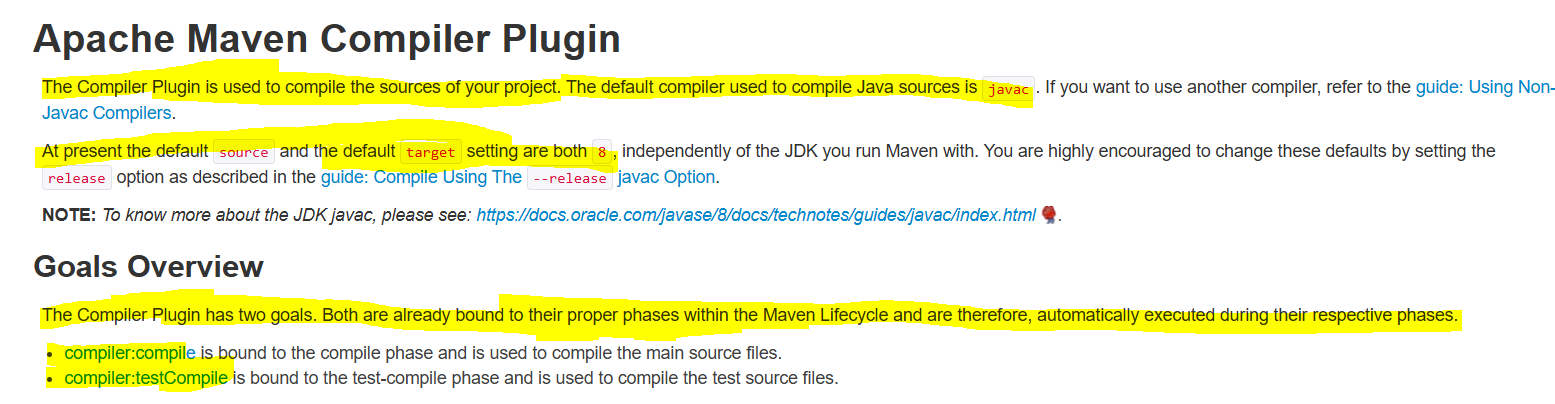 Apache Maven Compiler Plugin
The Compiler Plugin is used to compile the sources of your project. The default compiler used to compile Java sources is javac. If you want to use another compiler, refer to the guide: Using Non-
Javac Compilers.
At present the default source and the default target setting are both 8, independently of the JDK you run Maven with. You are highly encouraged to change these defaults by setting the
release option as described in the guide: Compile Using The --release javac Option.
NOTE: To know more about the JDK javac, please see: https://docs.oracle.com/javase/8/docs/technotes/guides/javac/index.html.
Goals Overview
The Compiler Plugin has two goals. Both are already bound to their proper phases within the Maven Lifecycle and are therefore, automatically executed during their respective phases.
• compiler:compile is bound to the compile phase and is used to compile the main source files.
• compiler:testCompile is bound to the test-compile phase and is used to compile the test source files.